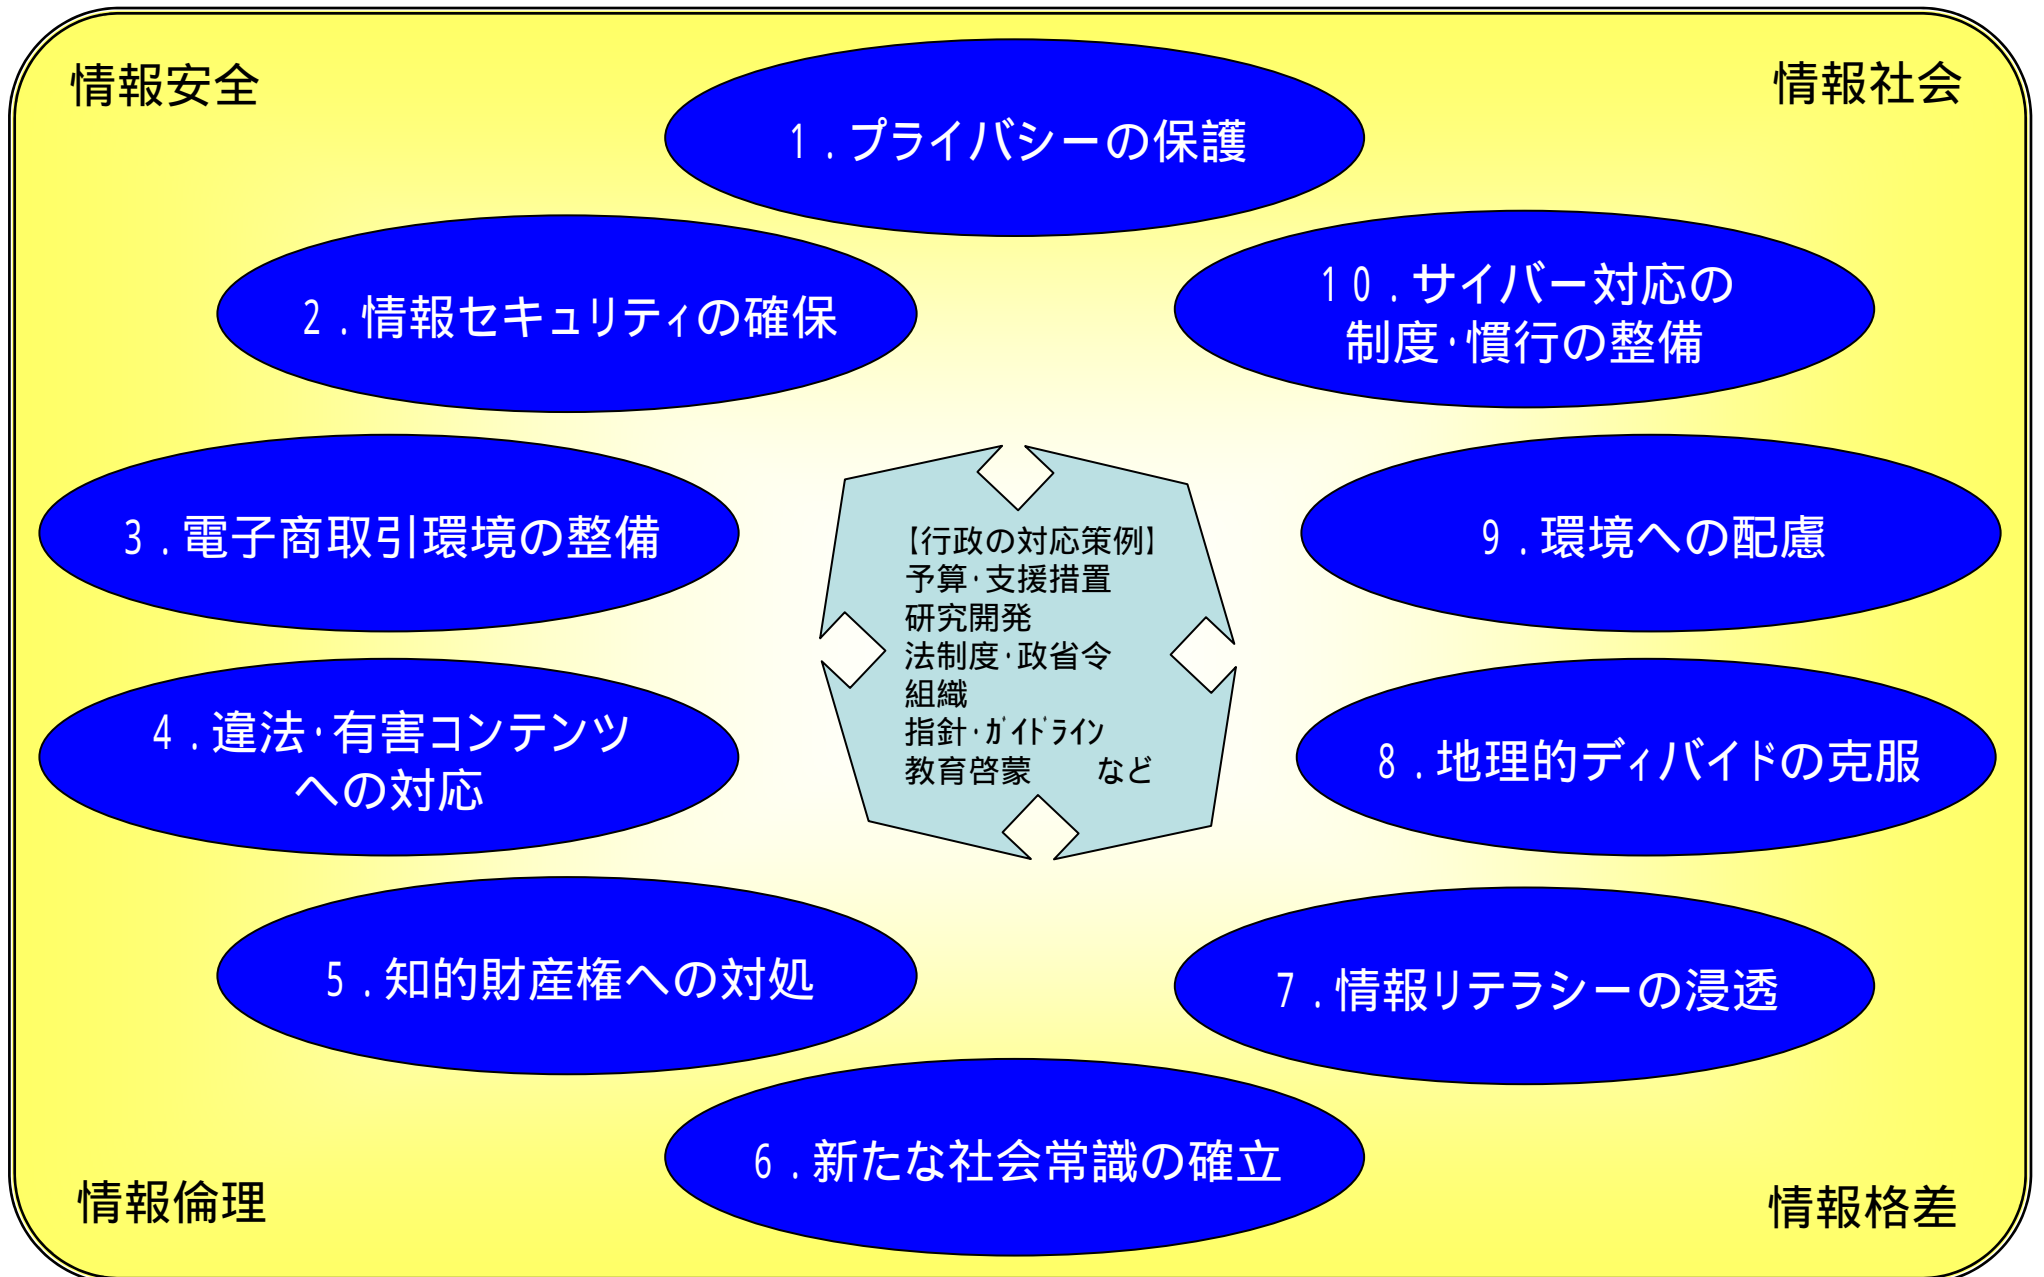 情報安全
情報社会
１．プライバシーの保護
２．情報セキュリティの確保
１０．サイバー対応の
制度・慣行の整備
３．電子商取引環境の整備
９．環境への配慮
【行政の対応策例】
予算・支援措置
研究開発
法制度・政省令
組織
指針・ｶﾞｲﾄﾞﾗｲﾝ
教育啓蒙　　など
４．違法・有害コンテンツ
への対応
８．地理的ディバイドの克服
５．知的財産権への対処
７．情報リテラシーの浸透
６．新たな社会常識の確立
情報倫理
情報格差